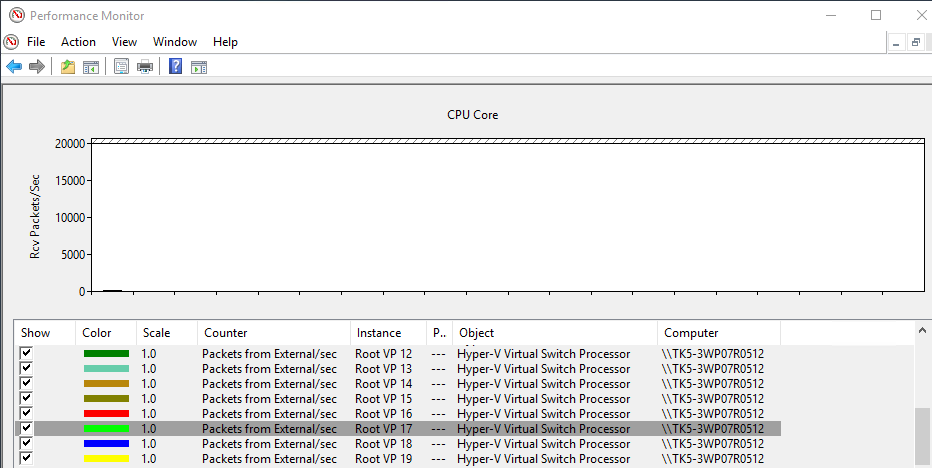 Performance Monitor
File Action View Window Help
CPU Core
Rcv Packets/Sec
20000
15000
10000
5000
0
Show Color Scale Counter Instance P.. Object Computer
1.0 Packets from External/sec Root VP 12 --- Hyper-V Virtual Switch Processor \\TK5-3WP07R0512
1.0 Packets from External/sec Root VP 13 --- Hyper-V Virtual Switch Processor \\TK5-3WP07R0512
1.0 Packets from External/sec Root VP 14 --- Hyper-V Virtual Switch Processor \\TK5-3WP07R0512
1.0 Packets from External/sec Root VP 15 --- Hyper-V Virtual Switch Processor \\TK5-3WP07R0512
1.0 Packets from External/sec Root VP 16 --- Hyper-V Virtual Switch Processor \\TK5-3WP07R0512
1.0 Packets from External/sec Root VP 17 --- Hyper-V Virtual Switch Processor \\TK5-3WP07R0512
1.0 Packets from External/sec Root VP 18 --- Hyper-V Virtual Switch Processor \\TK5-3WP07R0512
1.0 Packets from External/sec Root VP 19 --- Hyper-V Virtual Switch Processor \\TK5-3WP07R0512